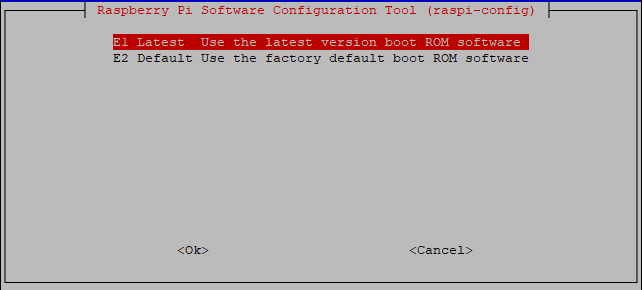 Raspberry Pi Software Configuration Tool (raspi-config)
E1 Latest  Use the latest version boot ROM software
E2 Default Use the factory default boot ROM software
<Ok> <Cancel>